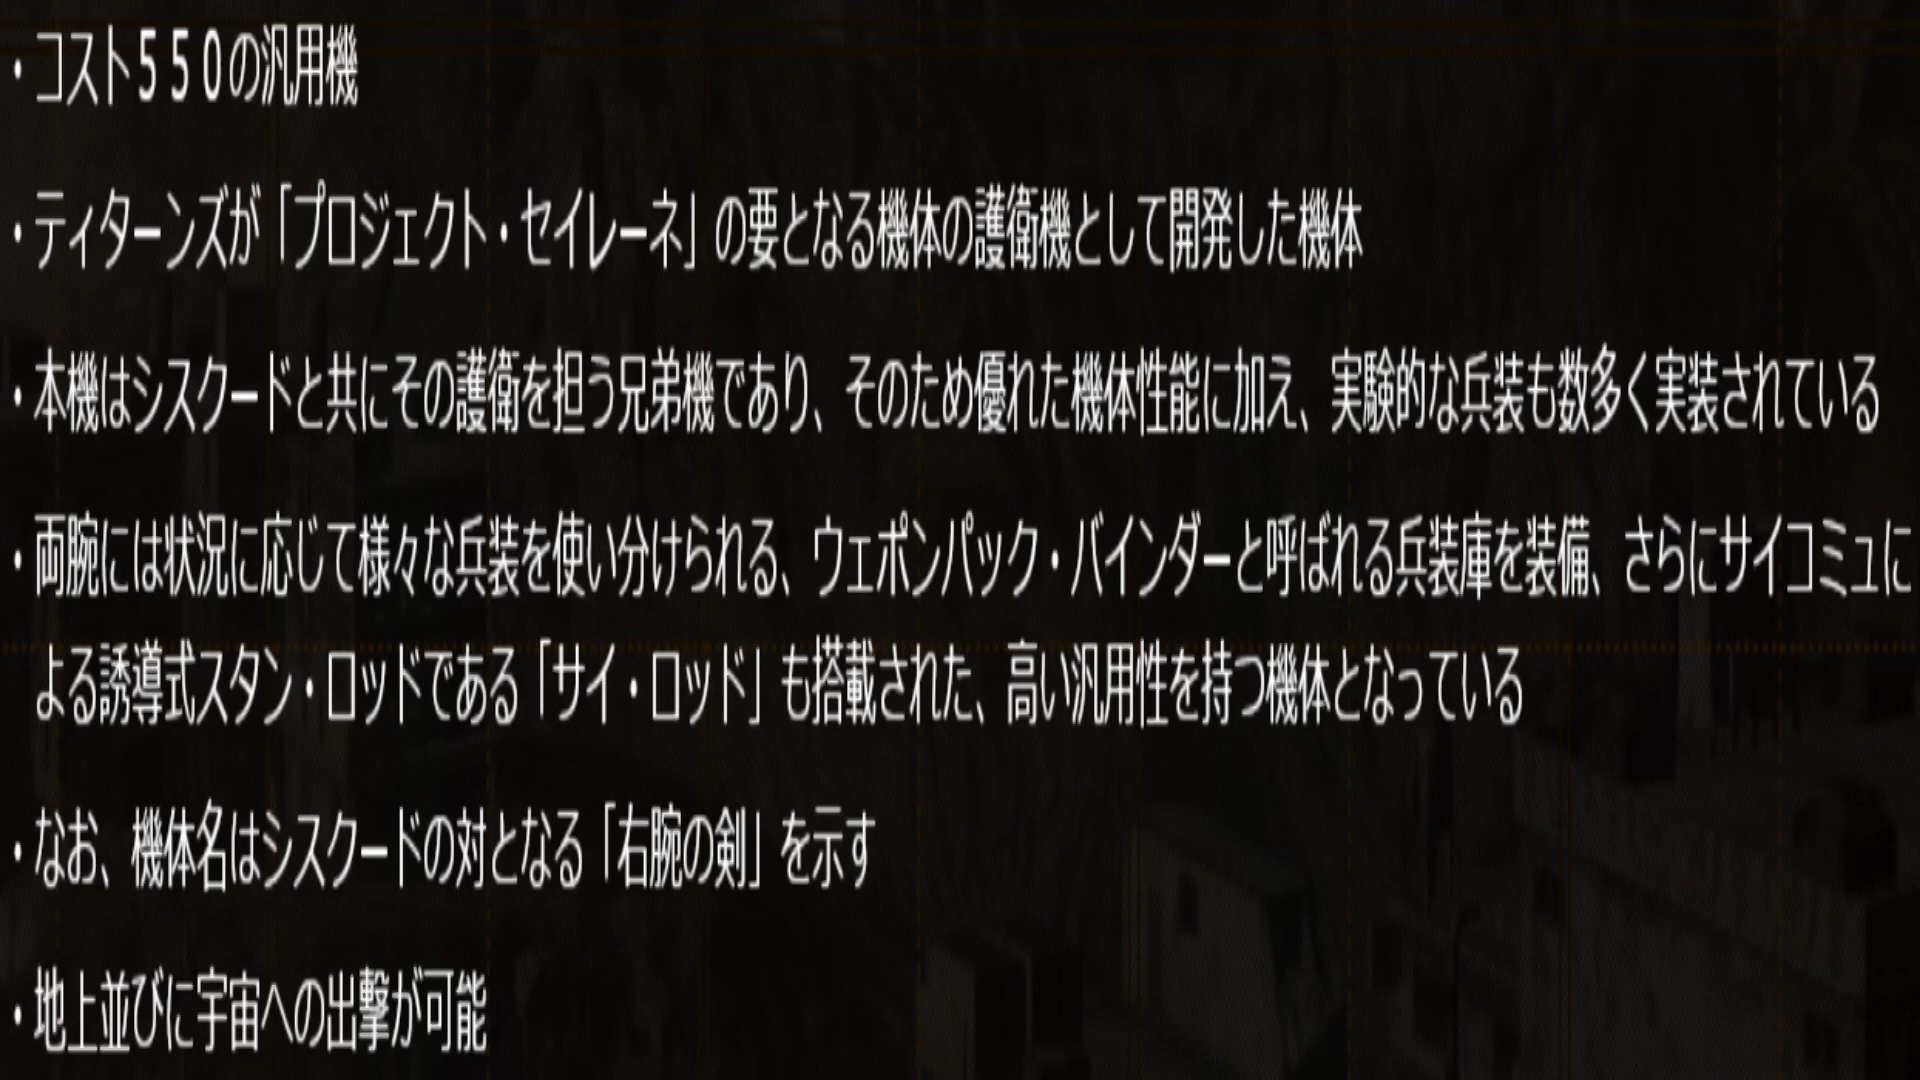 ・コスト５５０の汎用機
・ティターンズが「プロジェクト・セイレーネ」の要となる機体の護衛機として開発した機体
・本機はシスクードと共にその護衛を担う兄弟機であり、そのため優れた機体性能に加え、実験的な兵装も数多く実装されている
・両腕には状況に応じて様々な兵装を使い分けられる、ウェポンパック・バインダーと呼ばれる兵装庫を装備、さらにサイコミュに
よる誘導式スタン・ロッドである「サイ・ロッド」も搭載された、高い汎用性を持つ機体となっている
・なお、機体名はシスクードの対となる「右腕の剣」を示す
・地上並びに宇宙への出撃が可能